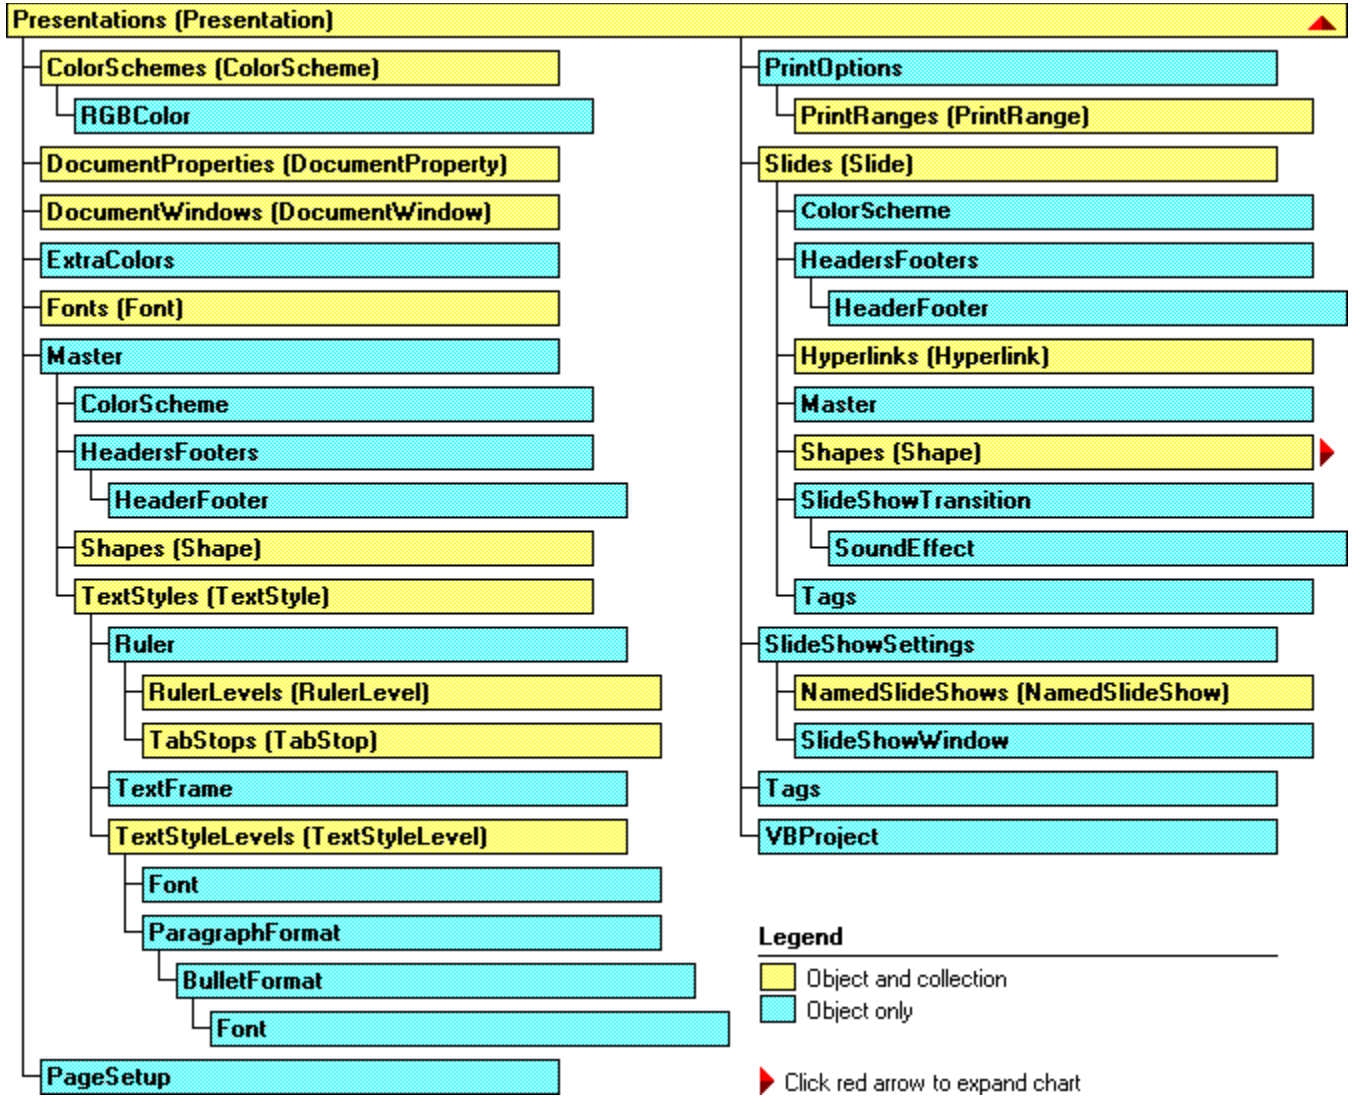 Presentations (Presentation)
ColorSchemes (ColorScheme)
RGBColor
DocumentProperties (DocumentProperty)
DocumentWindows (DocumentWindow)
ExtraColors
Fonts (Font)
Master
ColorScheme
HeadersFooters
HeaderFooter
Shapes (Shape)
TextStyles (TextStyle)
Ruler
RulerLevels (RulerLevel)
TabStops (TabStop)
TextFrame
TextStyleLevels (TextStyleLevel)
Font
ParagraphFormat
BulletFormat
Font
PageSetup
PrintOptions
PrintRanges (PrintRange)
Slides (Slide)
ColorScheme
HeadersFooters
HeaderFooter
Hyperlinks (Hyperlink)
Master
Shapes (Shape)
SlideShowTransition
SoundEffect
Tags
SlideShowSettings
NamedSlideShows (NamedSlideShow)
SlideShowWindow
Tags
VBProject
Legend
Object and collection
Object only
Click red arrow to expand chart